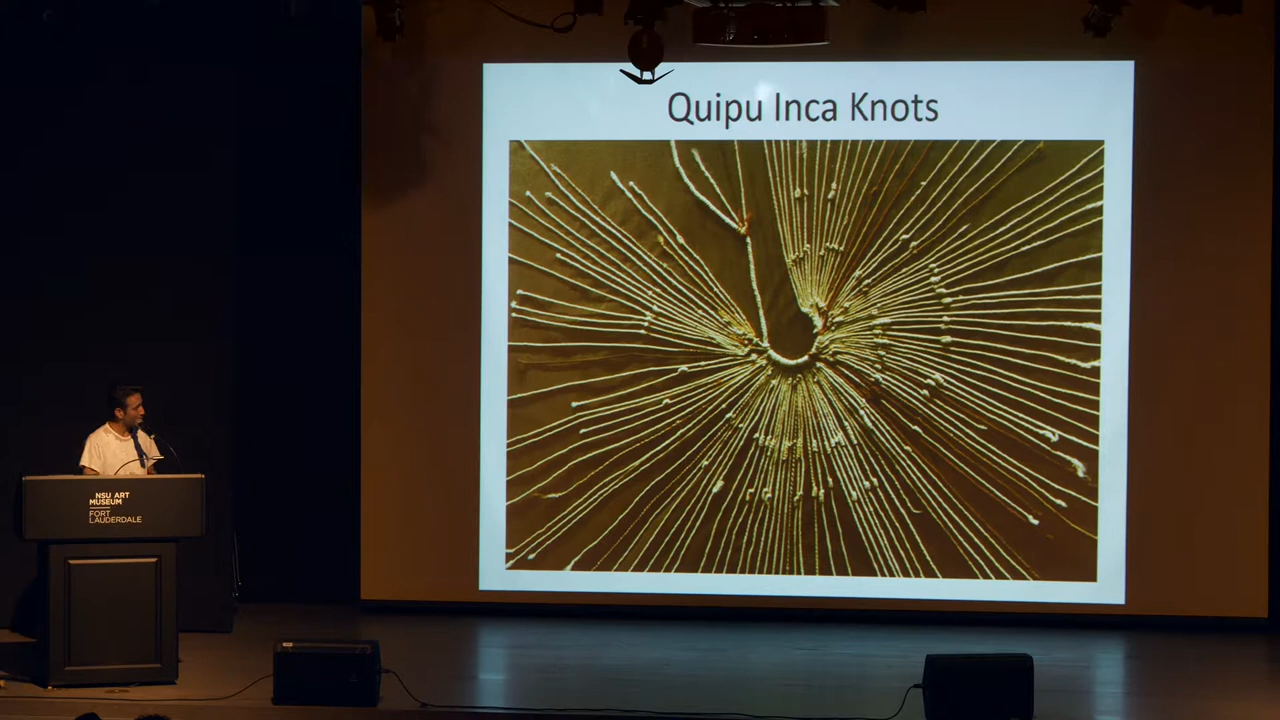 Quipu Inca Knots
NSU ART
MUSEUM
FORT
LAUDERDALE